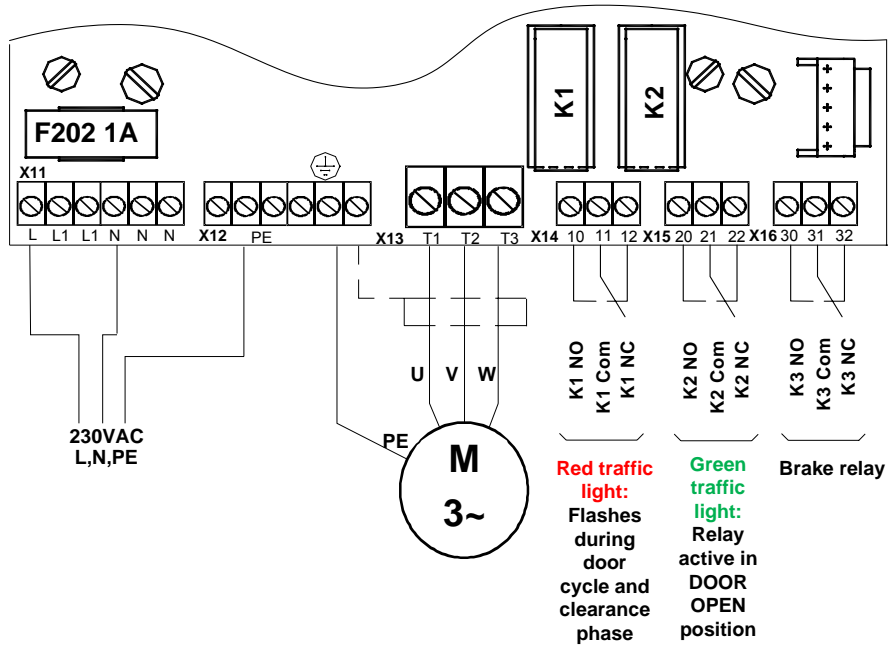 K1
K2
F202 1A
X11
L L1 L1 N N N X12 PE X13 T1 T2 T3 X14 10 11 12 X15 20 21 22 X16 30 31 32
U V W
PE
M
3~
230VAC
L,N,PE
K1 NO
K1 Com
K1 NC
K2 NO
K2 Com
K2 NC
K3 NO
K3 Com
K3 NC
Red traffic
light:
Flashes
during
door
cycle and
clearance
phase
Green
traffic
light:
Relay
active in
DOOR
OPEN
position
Brake relay